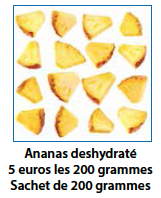 Ananas deshydraté
5 euros les 200 grammes
Sachet de 200 grammes